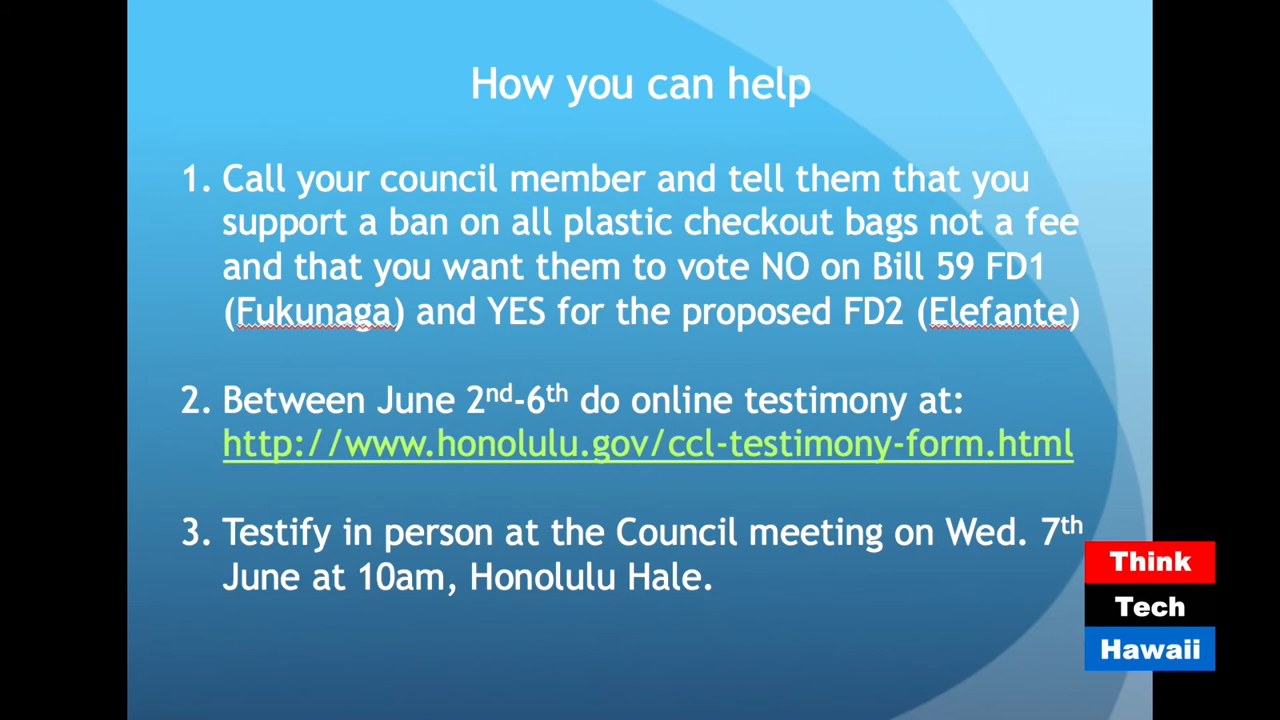 How you can help
1. Call your council member and tell them that you
support a ban on all plastic checkout bags not a fee
and that you want them to vote NO on Bill 59 FD1
(Fukunaga) and YES for the proposed FD2 (Elefante)
2. Between June 2nd-6th do online testimony at:
http://www.honolulu.gov/ccl-testimony-form.html
3. Testify in person at the Council meeting on Wed. 7th
June at 10am, Honolulu Hale.
Think
Tech
Hawaii